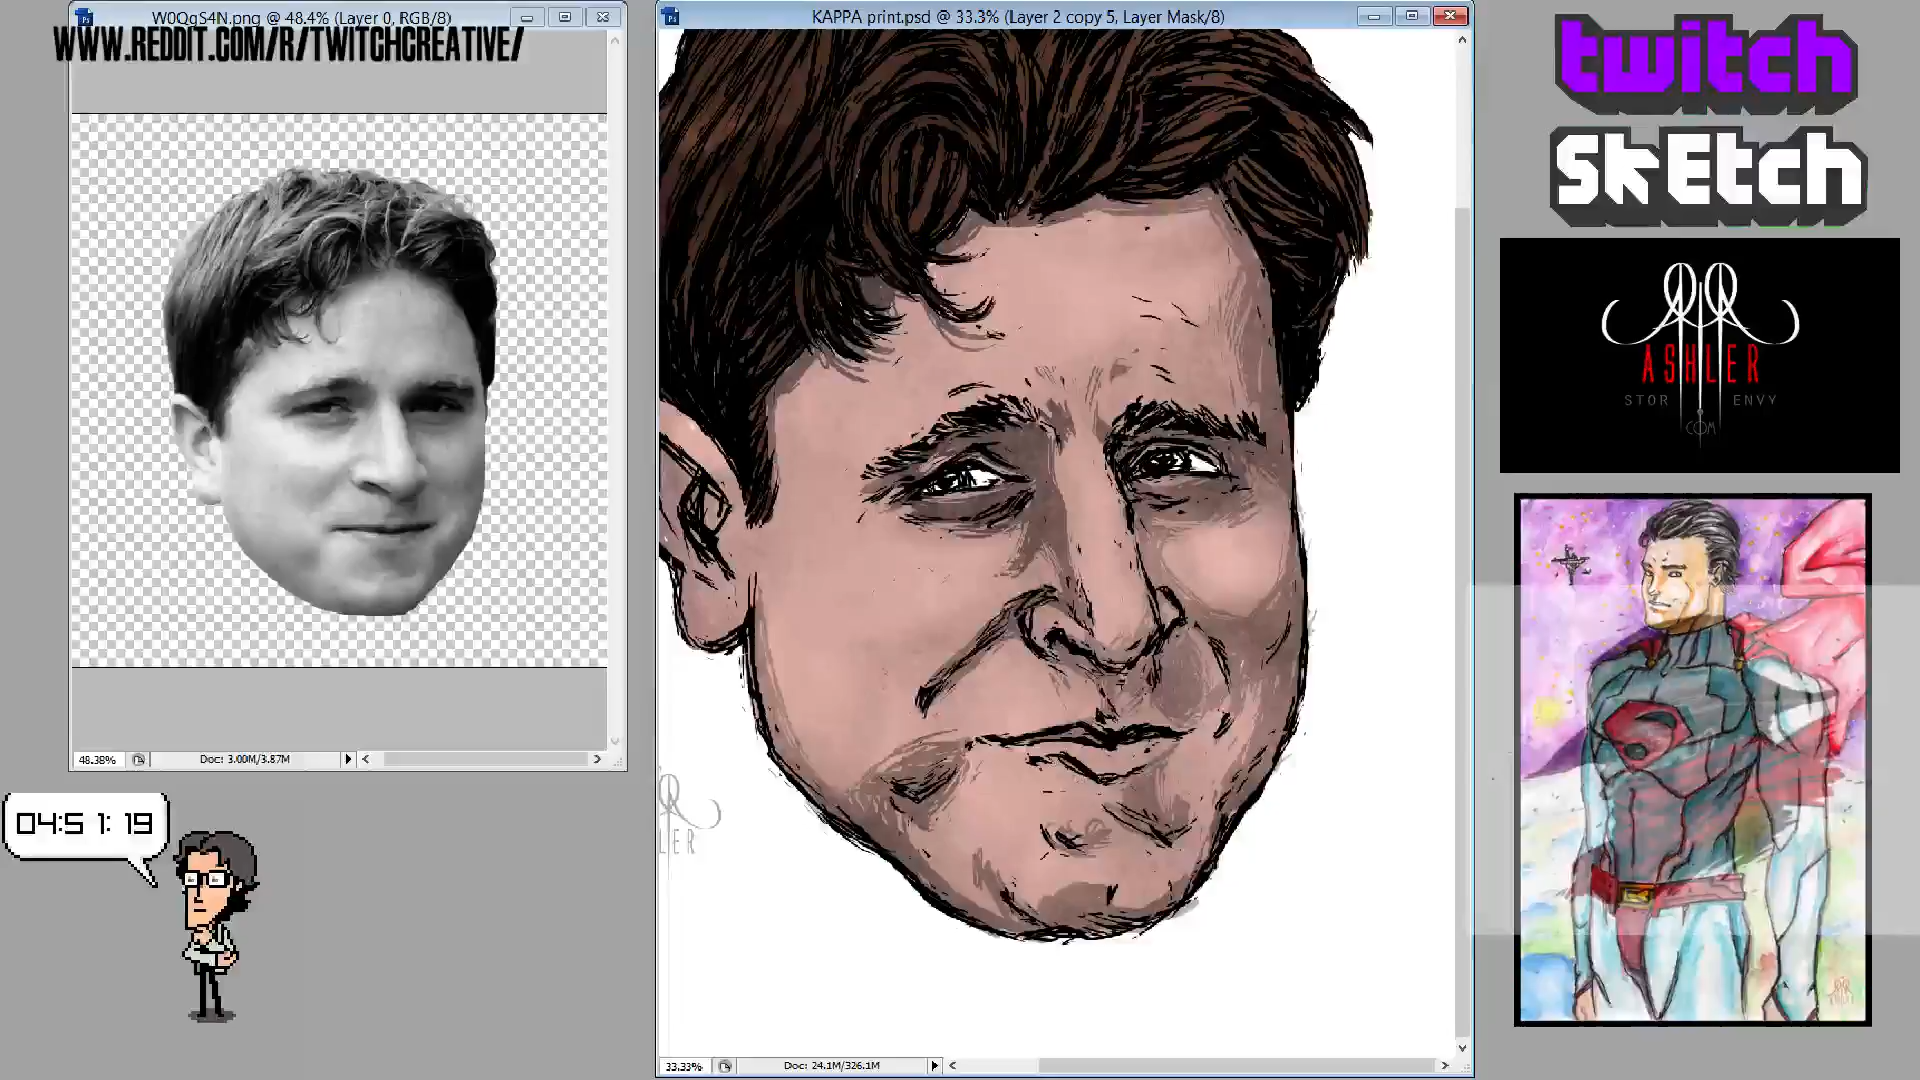 W0QgS4N.png @ 48.4% (Layer 0, RGB/8)
WWW.REDDIT.COM/R/TWITCHCREATIVE/
48.38%
Doc: 3.00M/3.87M
04:51:19
KAPPA print.psd @ 33.3% (Layer 2 copy 5, Layer Mask/8)
LER
33.33%
Doc: 24.1M/326.1M
twitch
SkEtch
ASHLER
STOR ENVY
COM